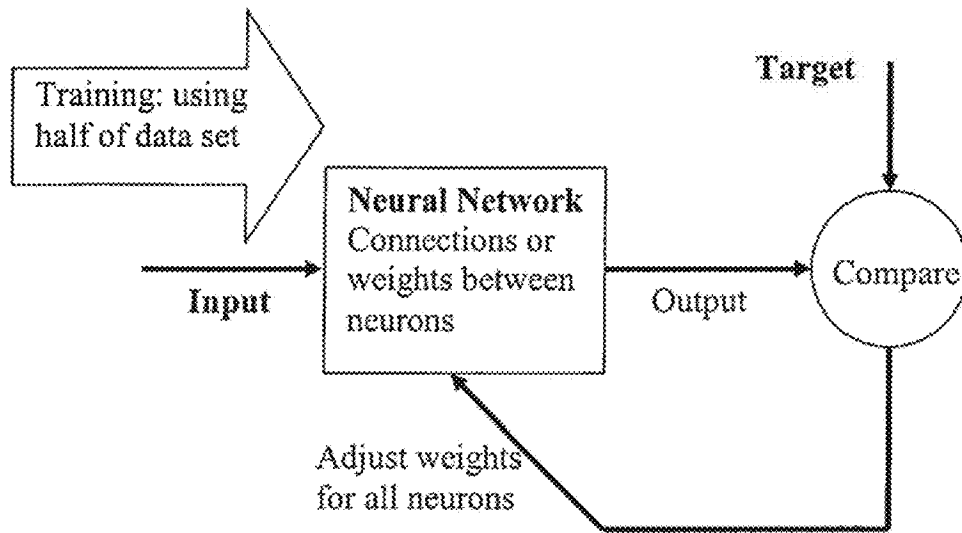 Training: using
half of data set
Target
Neural Network
Connections or
weights between
neurons
Input
Output
Compare
Adjust weights
for all neurons